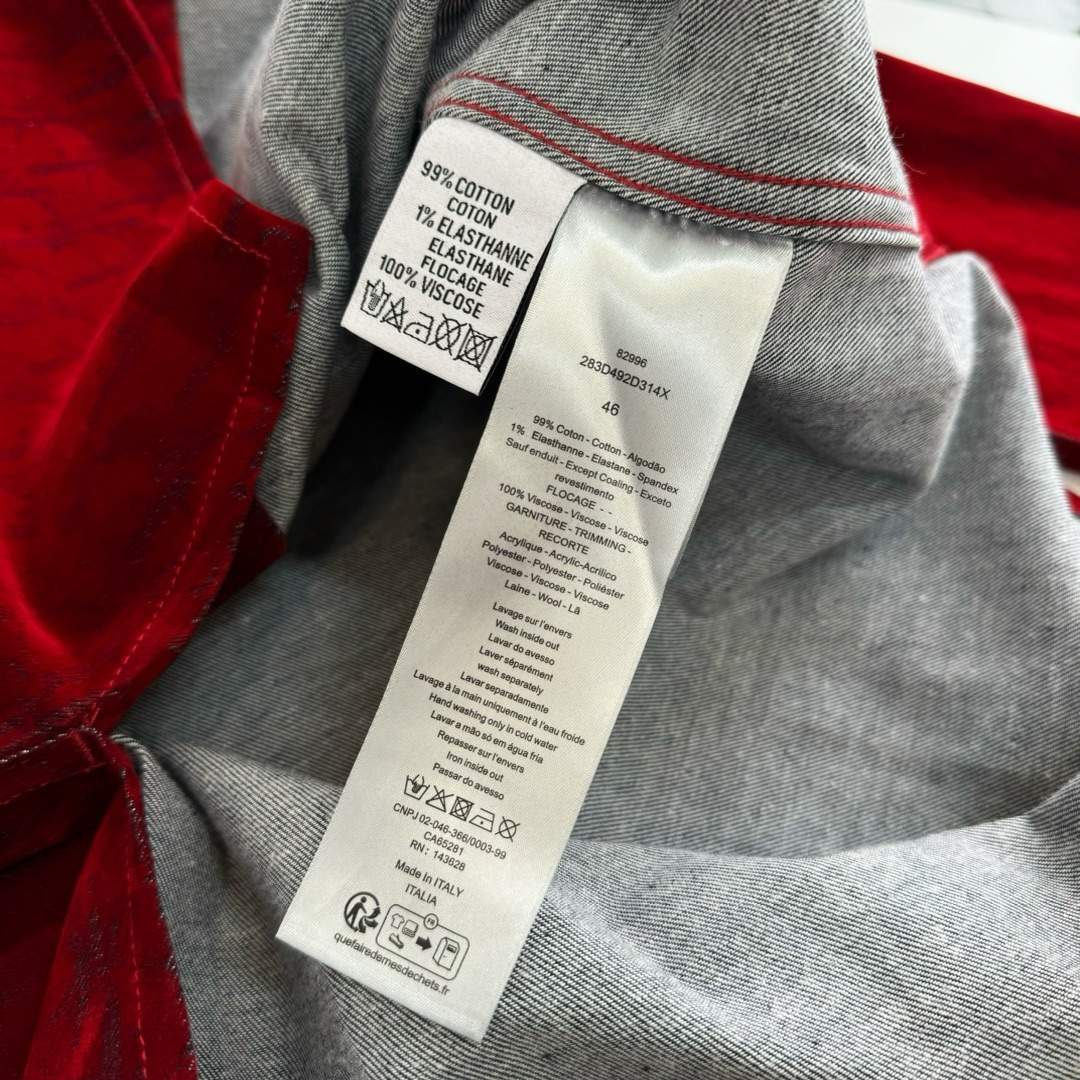 99% COTTON
COTON
1% ELASTHANNE
ELASTHANE
FLOCAGE
100% VISCOSE
82996
283D492D314X
46
99% Coton - Cotton - Algodão
1% Elasthanne - Elastane - Spandex
Sauf enduit - Except Coaling - Exceto
revestimento
FLOCAGE - -
100% Viscose - Viscose - Viscose
GARNITURE - TRIMMING -
RECORTE
Acrylique - Acrylic-Acrílico
Polyester - Polyester - Poliéster
Viscose - Viscose - Viscose
Laine - Wool - Lã
Lavage sur l'envers
Wash inside out
Lavar do avesso
Laver séparément
wash separately
Lavar separadamente
Lavage à la main uniquement à l'eau froide
Hand washing only in cold water
Lavar a mão só em água fria
Repasser sur l'envers
Iron inside out
Passar do avesso
CNPJ 02-046-366/0003-99
CA65281
RN: 143628
Made In ITALY
ITALIA
FR
quefairedemesdechets.fr